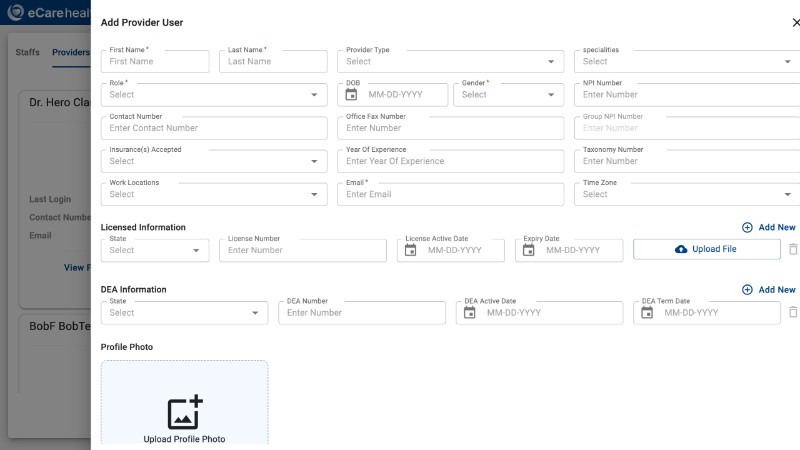 eCarehealth
Add Provider User
Staffs
Providers
First Name *
First Name
Last Name *
Last Name
Provider Type
Select
specialities
Select
Role *
Select
DOB
MM-DD-YYYY
Gender *
Select
NPI Number
Enter Number
Contact Number
Enter Contact Number
Office Fax Number
Enter Number
Group NPI Number
Enter Number
Insurance(s) Accepted
Select
Year Of Experience
Enter Year Of Experience
Taxonomy Number
Enter Number
Work Locations
Select
Email *
Enter Email
Time Zone
Select
Dr. Hero Cla
Last Login
Contact Numbe
Email
View P
BobF BobTe
Licensed Information
Add New
State
Select
License Number
Enter Number
License Active Date
MM-DD-YYYY
Expiry Date
MM-DD-YYYY
Upload File
DEA Information
Add New
State
Select
DEA Number
Enter Number
DEA Active Date
MM-DD-YYYY
DEA Term Date
MM-DD-YYYY
Profile Photo
Upload Profile Photo